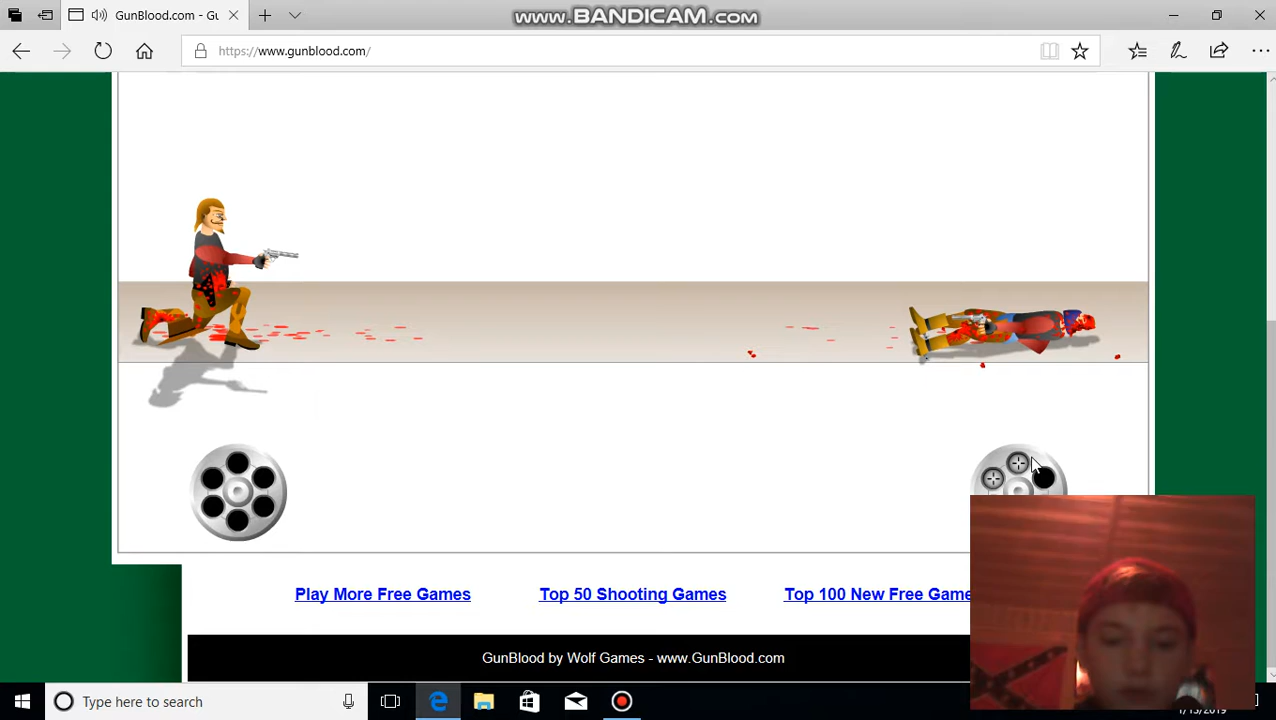 www.BANDICAM.com
GunBlood.com - Gu
https://www.gunblood.com/
Play More Free Games
Top 50 Shooting Games
Top 100 New Free Game
GunBlood by Wolf Games - www.GunBlood.com
Type here to search